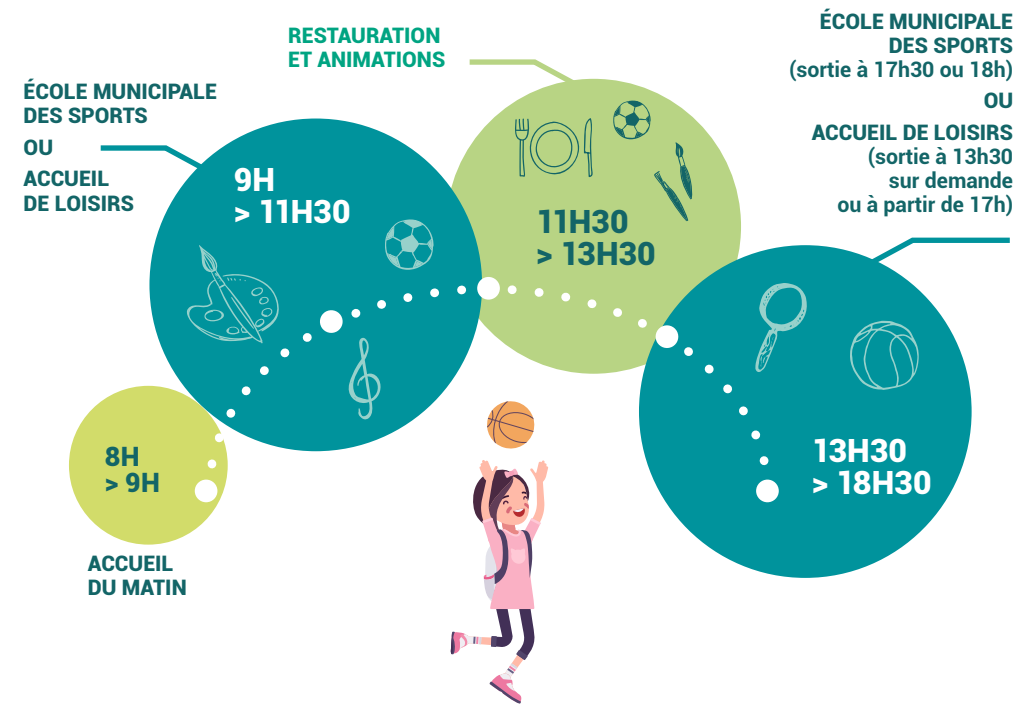 ACCUEIL
DU MATIN
8H
> 9H
ÉCOLE MUNICIPALE
DES SPORTS
OU
ACCUEIL
DE LOISIRS
9H
> 11H30
RESTAURATION
ET ANIMATIONS
11H30
> 13H30
ÉCOLE MUNICIPALE
DES SPORTS
(sortie à 17h30 ou 18h)
OU
ACCUEIL DE LOISIRS
(sortie à 13h30
sur demande
ou à partir de 17h)
13H30
> 18H30